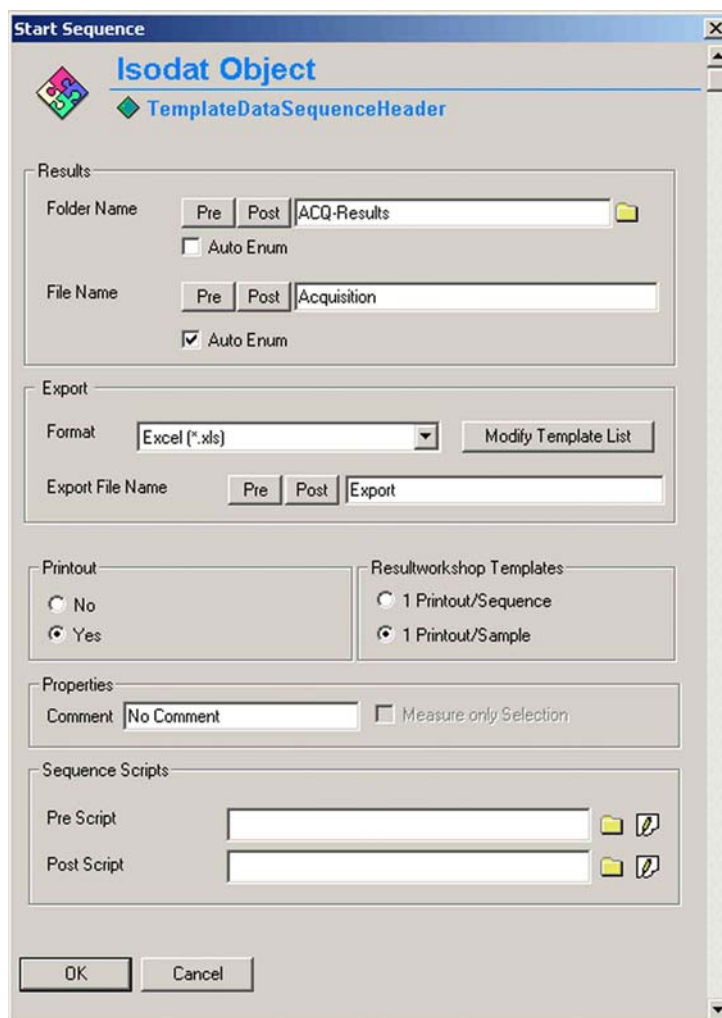 Start Sequence
Isodat Object
TemplateDataSequenceHeader
Results
Folder Name Pre Post ACQ-Results
Auto Enum
File Name Pre Post Acquisition
Auto Enum
Export
Format Excel (*.xls) Modify Template List
Export File Name Pre Post Export
Printout
No
Yes
Resultworkshop Templates
1 Printout/Sequence
1 Printout/Sample
Properties
Comment No Comment Measure only Selection
Sequence Scripts
Pre Script
Post Script
OK Cancel